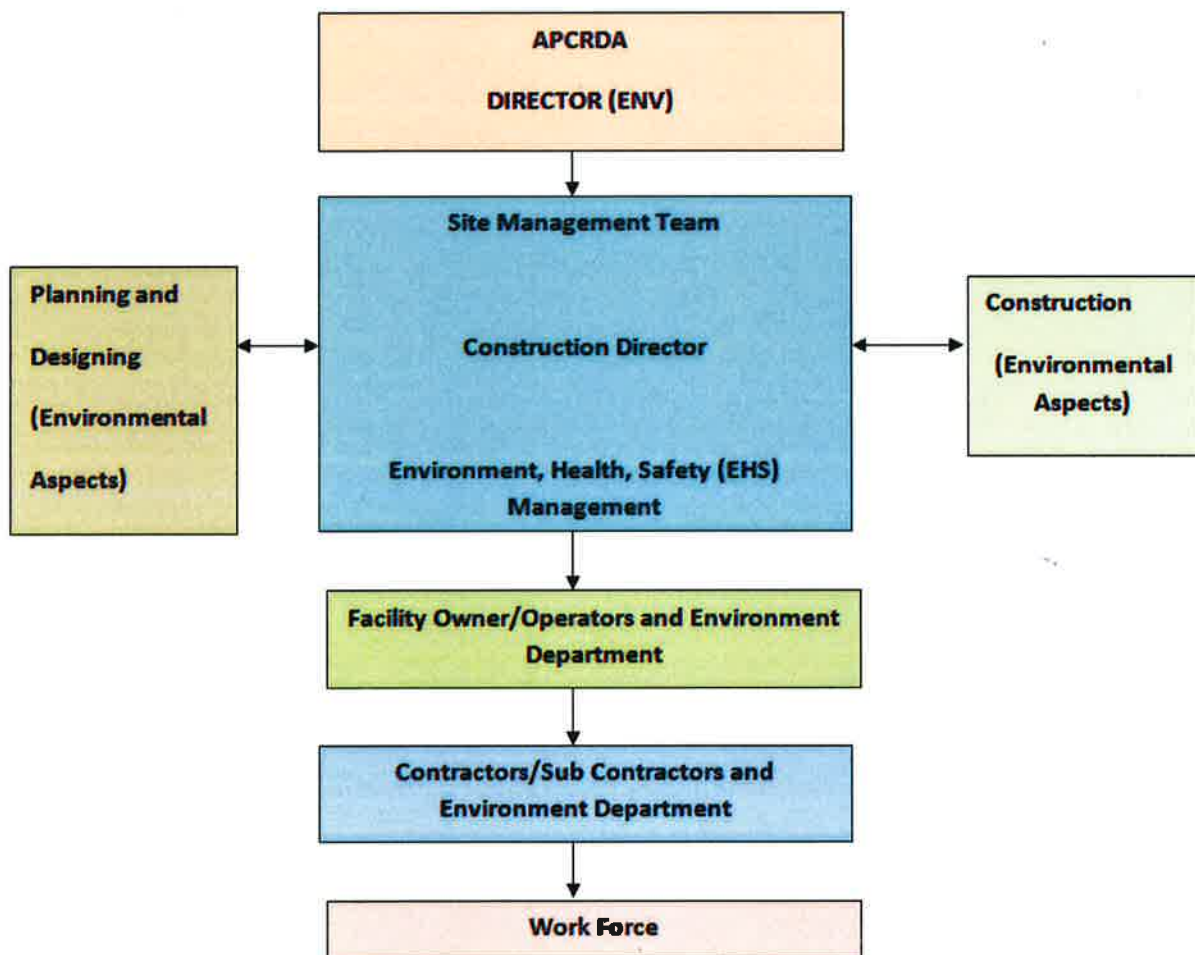 APCRDA
DIRECTOR (ENV)
Site Management Team
Planning and
Designing
(Environmental
Aspects)
Construction Director
Construction
(Environmental
Aspects)
Environment, Health, Safety (EHS)
Management
Facility Owner/Operators and Environment
Department
Contractors/Sub Contractors and
Environment Department
Work Force